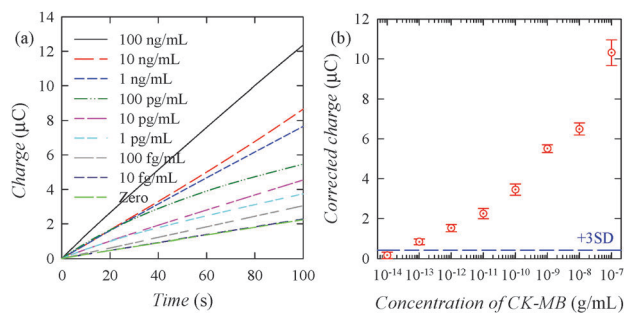 (a)
14
12
10
8
6
4
2
0
Charge (μC)
100 ng/mL
10 ng/mL
1 ng/mL
100 pg/mL
10 pg/mL
1 pg/mL
100 fg/mL
10 fg/mL
Zero
0 20 40 60 80 100
Time (s)
(b)
12
10
8
6
4
2
0
Corrected charge (μC)
+3SD
10-14 10-13 10-12 10-11 10-10 10-9 10-8 10-7
Concentration of CK-MB (g/mL)